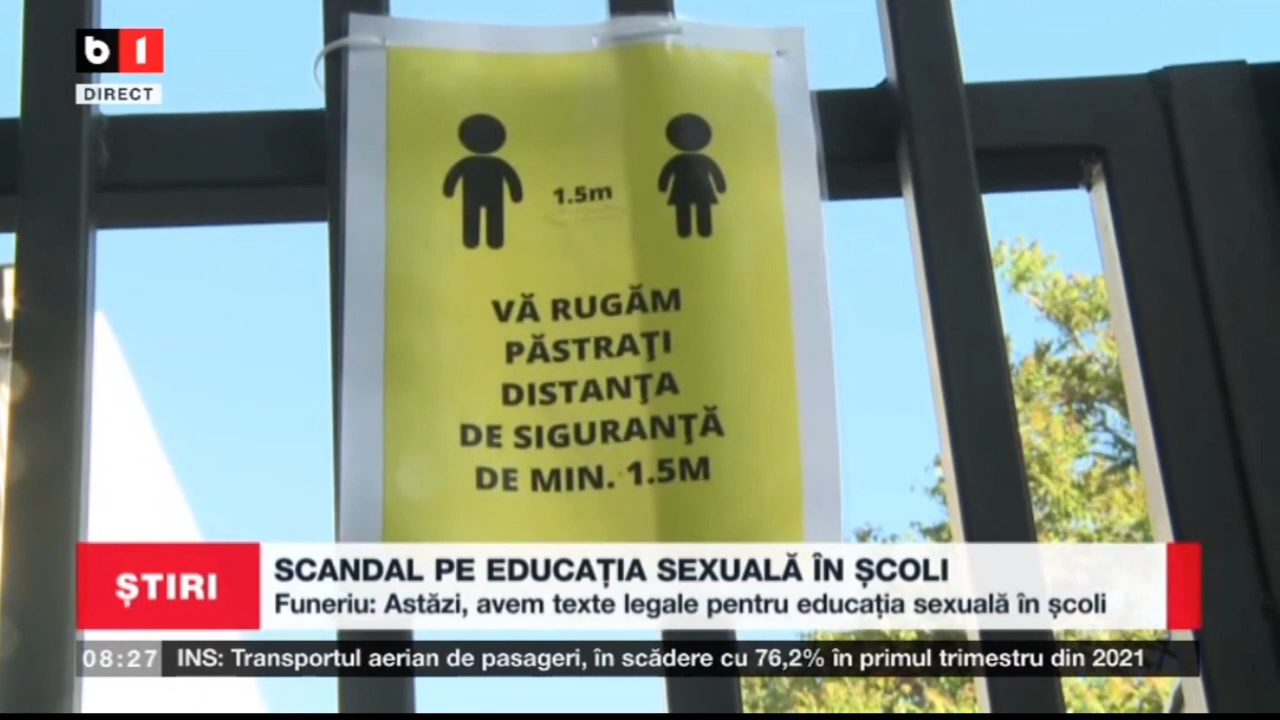 b1
DIRECT
1.5m
VĂ RUGĂM
PĂSTRAŢI
DISTANŢA
DE SIGURANŢĂ
DE MIN. 1.5M
ȘTIRI
SCANDAL PE EDUCAȚIA SEXUALĂ ÎN ȘCOLI
Funeriu: Astăzi, avem texte legale pentru educația sexuală în școli
08:27 INS: Transportul aerian de pasageri, în scădere cu 76,2% în primul trimestru din 2021